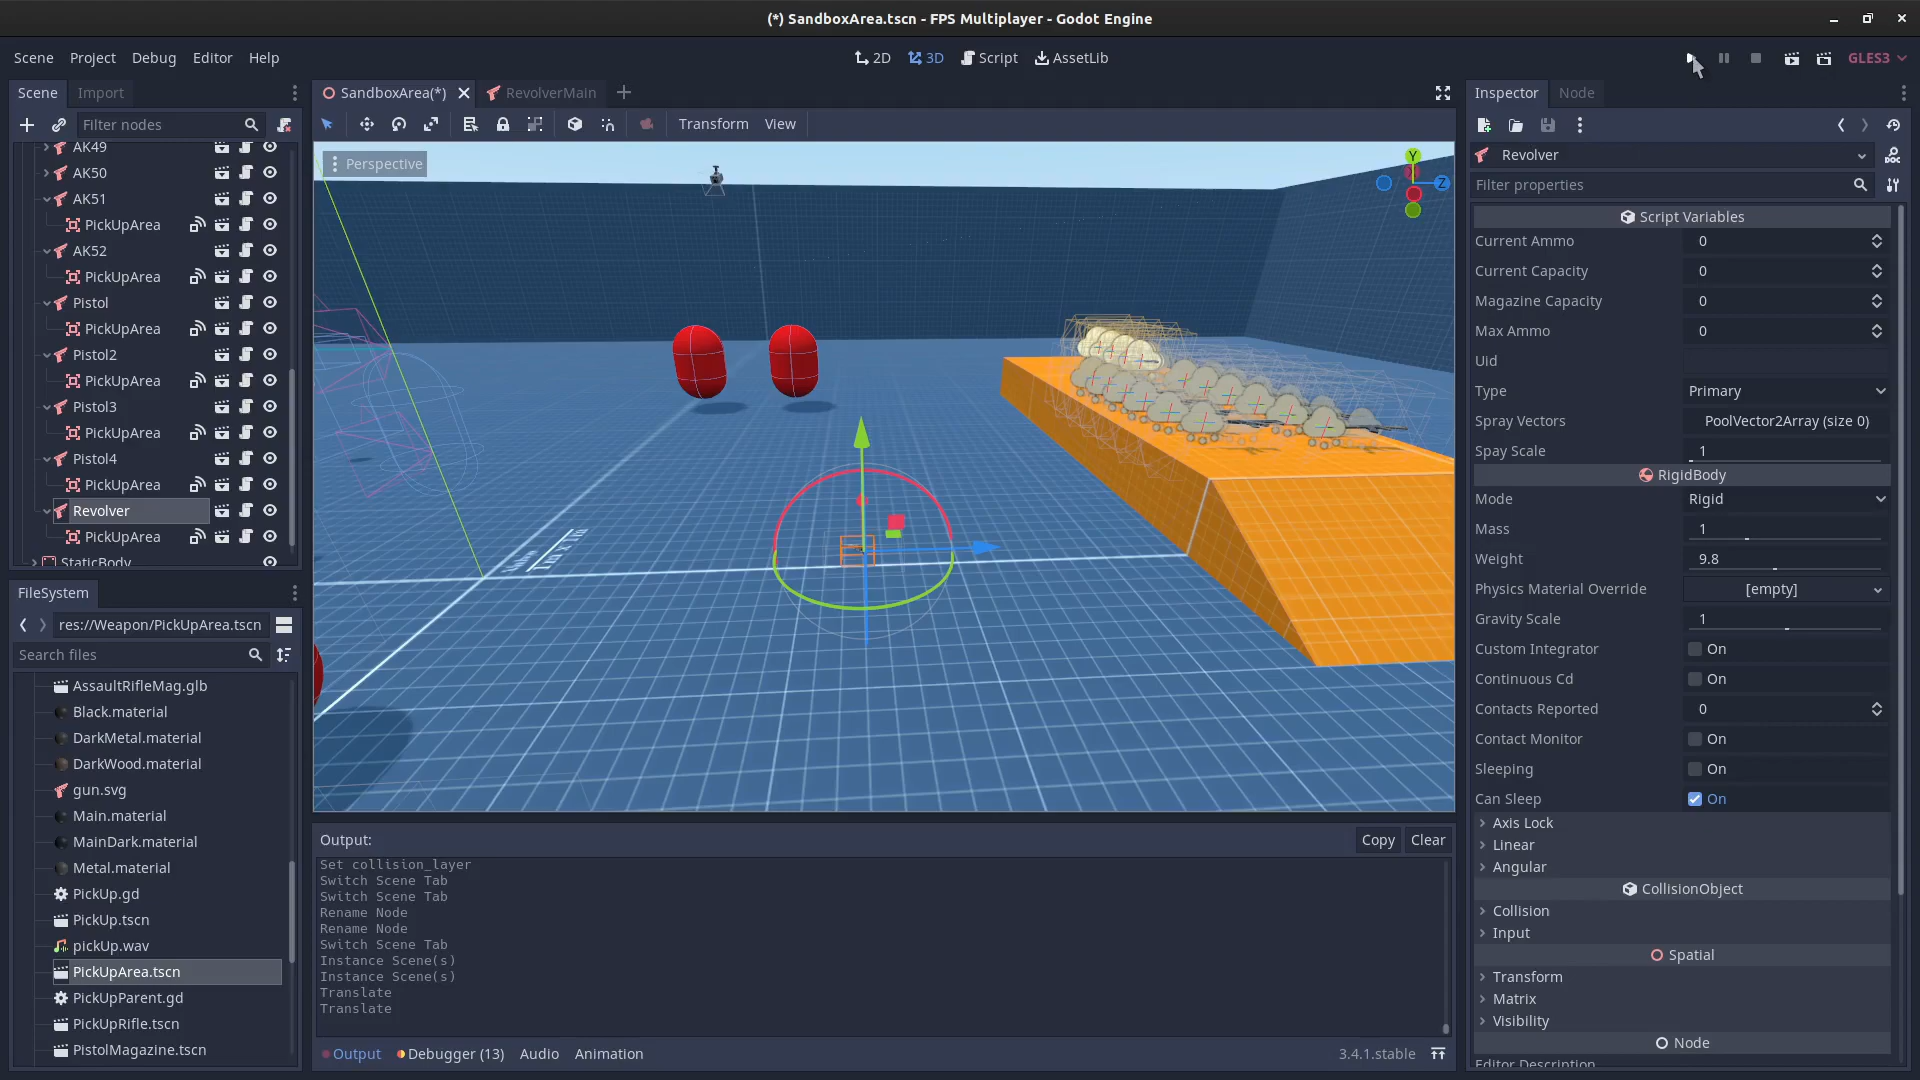 (*) SandboxArea.tscn - FPS Multiplayer - Godot Engine
Scene Project Debug Editor Help
2D 3D Script AssetLib
GLES3
Scene Import
Filter nodes
AK49
AK50
AK51
PickUpArea
AK52
PickUpArea
Pistol
PickUpArea
Pistol2
PickUpArea
Pistol3
PickUpArea
Pistol4
PickUpArea
Revolver
PickUpArea
StaticBody
FileSystem
res://Weapon/PickUpArea.tscn
Search files
AssaultRifleMag.glb
Black.material
DarkMetal.material
DarkWood.material
gun.svg
Main.material
MainDark.material
Metal.material
PickUp.gd
PickUp.tscn
pickUp.wav
PickUpArea.tscn
PickUpParent.gd
PickUpRifle.tscn
PistolMagazine.tscn
SandboxArea(*) RevolverMain
Transform View
Perspective
Y
Z
Output:
Copy Clear
Set collision_layer
Switch Scene Tab
Switch Scene Tab
Rename Node
Rename Node
Switch Scene Tab
Instance Scene(s)
Instance Scene(s)
Translate
Translate
Output Debugger (13) Audio Animation 3.4.1.stable
Inspector Node
Revolver
Filter properties
Script Variables
Current Ammo 0
Current Capacity 0
Magazine Capacity 0
Max Ammo 0
Uid
Type Primary
Spray Vectors PoolVector2Array (size 0)
Spay Scale 1
RigidBody
Mode Rigid
Mass 1
Weight 9.8
Physics Material Override [empty]
Gravity Scale 1
Custom Integrator On
Continuous Cd On
Contacts Reported 0
Contact Monitor On
Sleeping On
Can Sleep On
Axis Lock
Linear
Angular
CollisionObject
Collision
Input
Spatial
Transform
Matrix
Visibility
Node
Editor Description